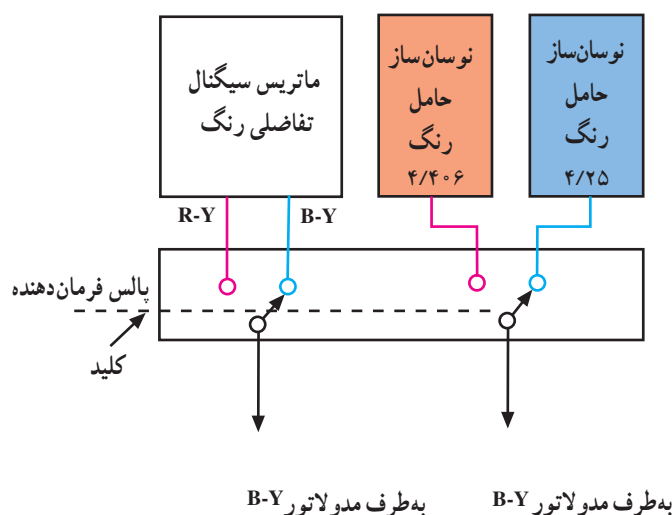 نوسان‌ساز
حامل
رنگ
۴/۲۵
نوسان‌ساز
حامل
رنگ
۴/۴۰۶
ماتریس سیگنال
تفاضلی رنگ
R-Y
B-Y
پالس فرمان‌دهنده
کلید
به‌طرف مدولاتور B-Y
به‌طرف مدولاتور B-Y